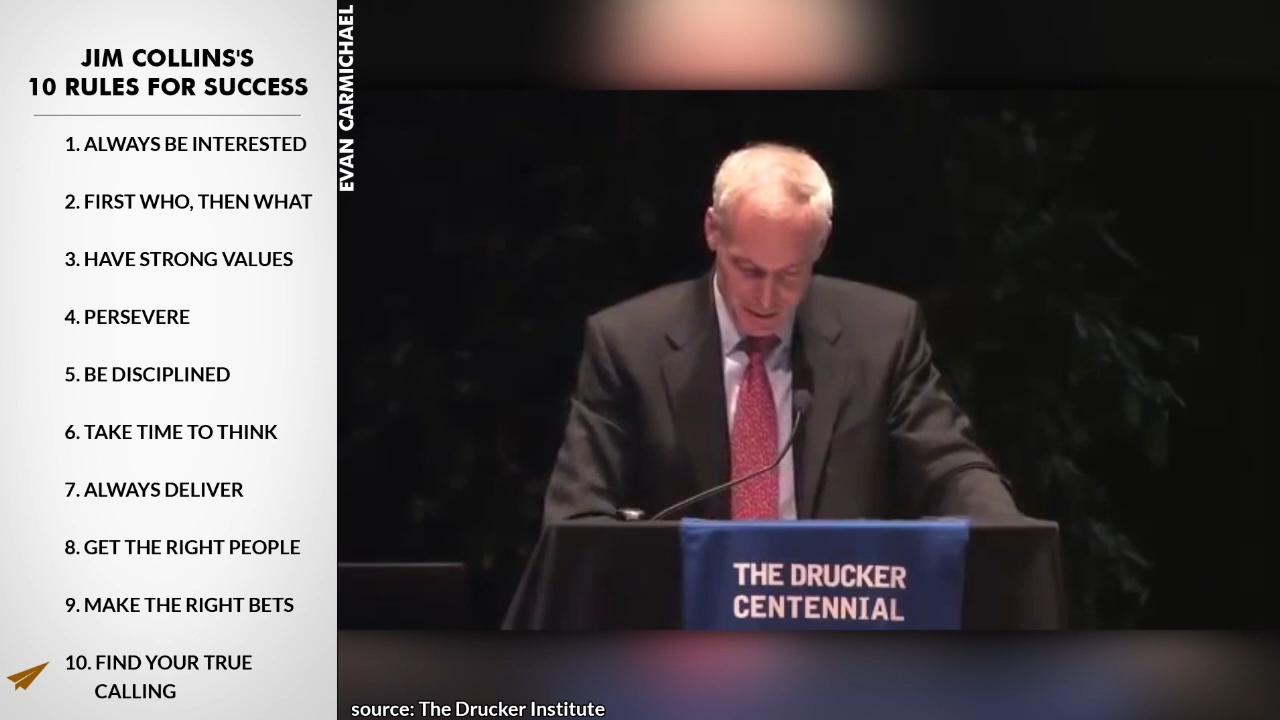 JIM COLLINS'S
10 RULES FOR SUCCESS
1. ALWAYS BE INTERESTED
2. FIRST WHO, THEN WHAT
3. HAVE STRONG VALUES
4. PERSEVERE
5. BE DISCIPLINED
6. TAKE TIME TO THINK
7. ALWAYS DELIVER
8. GET THE RIGHT PEOPLE
9. MAKE THE RIGHT BETS
10. FIND YOUR TRUE
CALLING
EVAN CARMICHAEL
THE DRUCKER
CENTENNIAL
source: The Drucker Institute